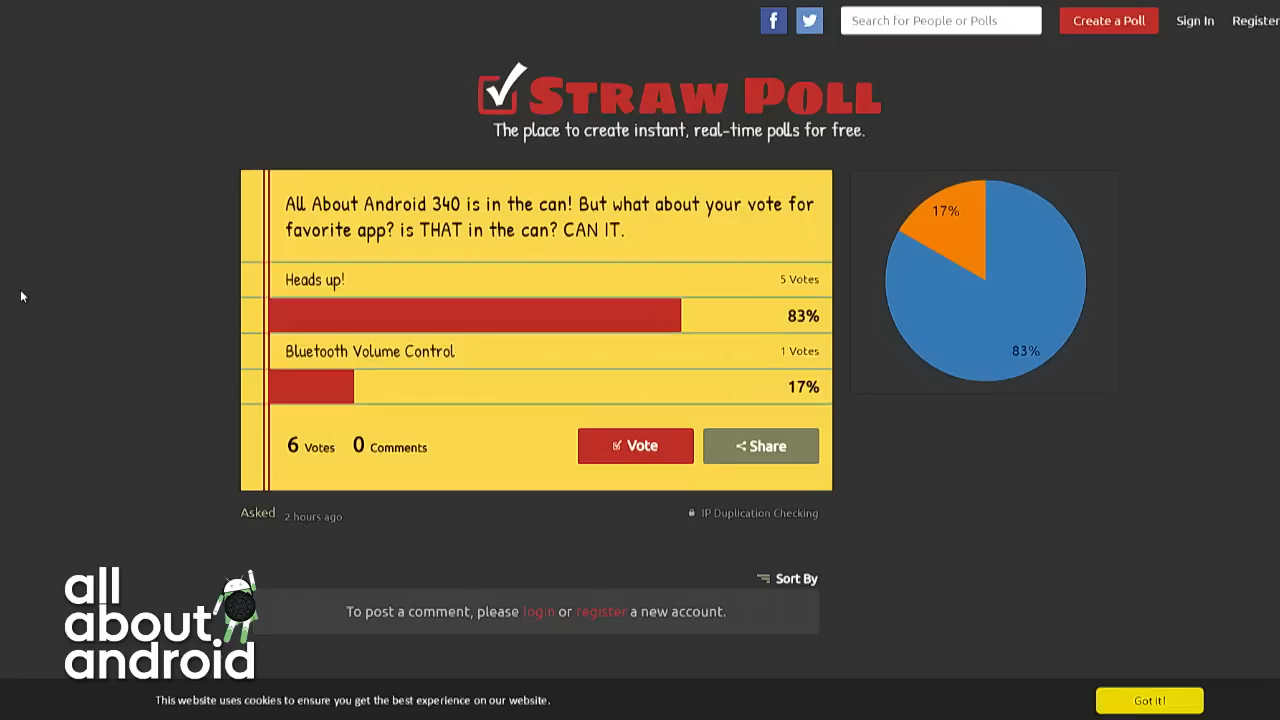 Search for People or Polls
Create a Poll
Sign In
Register
STRAW POLL
The place to create instant, real-time polls for free.
All About Android 340 is in the can! But what about your vote for
favorite app? is THAT in the can? CAN IT.
Heads up!
5 Votes
83%
Bluetooth Volume Control
1 Votes
17%
6 Votes
0 Comments
Vote
Share
17%
83%
Asked
2 hours ago
IP Duplication Checking
Sort By
To post a comment, please login or register a new account.
all
about
android
This website uses cookies to ensure you get the best experience on our website.
Got it!